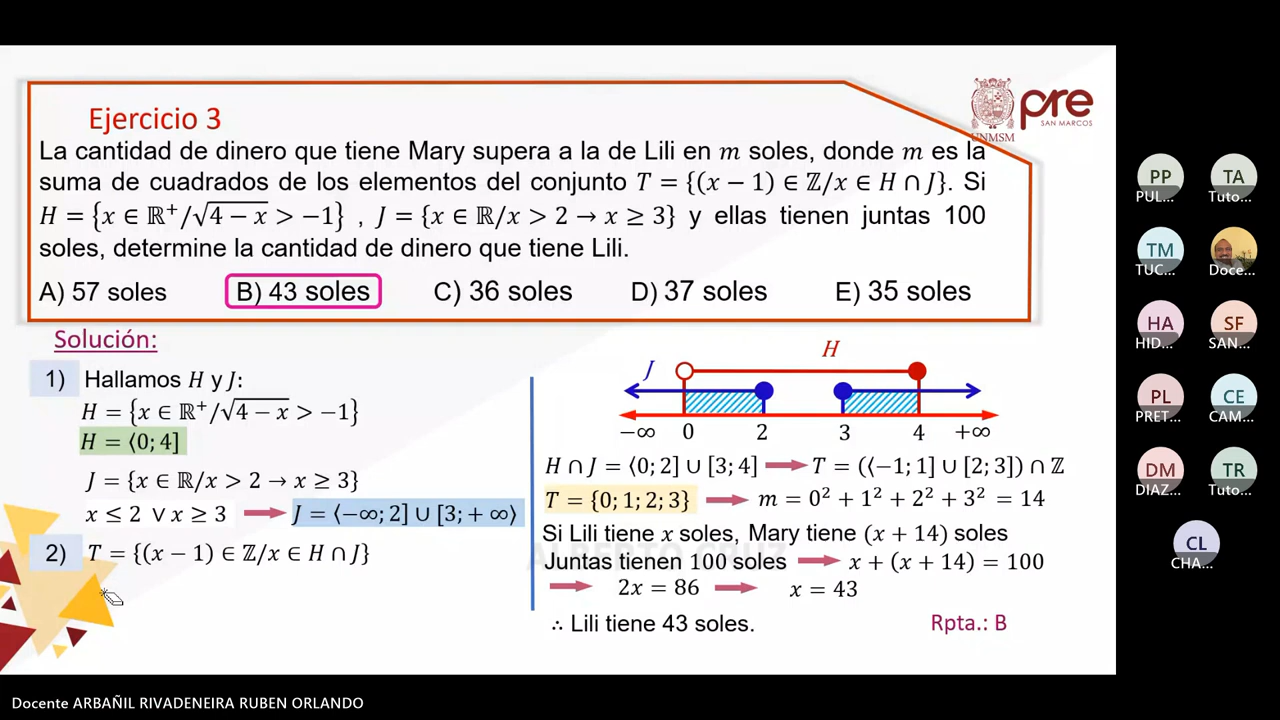 Ejercicio 3
UNMSM
pre
SAN MARCOS
La cantidad de dinero que tiene Mary supera a la de Lili en m soles, donde m es la
suma de cuadrados de los elementos del conjunto T = {(x − 1) ∈ ℤ/x ∈ H ∩ J}. Si
H = {x ∈ ℝ⁺/√(4 − x) > −1} , J = {x ∈ ℝ/x > 2 → x ≥ 3} y ellas tienen juntas 100
soles, determine la cantidad de dinero que tiene Lili.
A) 57 soles B) 43 soles C) 36 soles D) 37 soles E) 35 soles
Solución:
1) Hallamos H y J:
H = {x ∈ ℝ⁺/√(4 − x) > −1}
H = ⟨0; 4]
J = {x ∈ ℝ/x > 2 → x ≥ 3}
x ≤ 2 ∨ x ≥ 3 J = ⟨−∞; 2] ∪ [3; +∞⟩
2) T = {(x − 1) ∈ ℤ/x ∈ H ∩ J}
J H
−∞ 0 2 3 4 +∞
H ∩ J = ⟨0; 2] ∪ [3; 4] T = (⟨−1; 1] ∪ [2; 3]) ∩ ℤ
T = {0; 1; 2; 3} m = 0² + 1² + 2² + 3² = 14
Si Lili tiene x soles, Mary tiene (x + 14) soles
ALBERTO CRUZ
Juntas tienen 100 soles x + (x + 14) = 100
2x = 86 x = 43
∴ Lili tiene 43 soles. Rpta.: B
PP TA
PUL... Tuto...
TM
TUC... Doce...
HA SF
HID... SAN...
PL CE
PRET... CAM...
DM TR
DIAZ... Tuto...
CL
CHA...
Docente ARBAÑIL RIVADENEIRA RUBEN ORLANDO